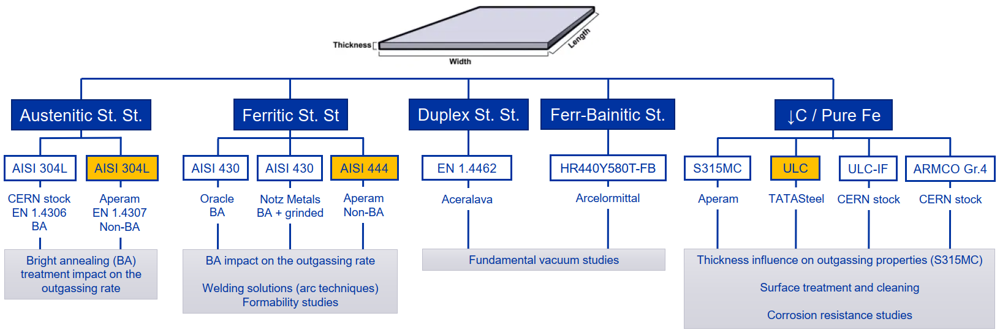 Thickness
Length
Width
Austenitic St. St.
Ferritic St. St
Duplex St. St.
Ferr-Bainitic St.
↓C / Pure Fe
AISI 304L
AISI 304L
AISI 430
AISI 430
AISI 444
EN 1.4462
HR440Y580T-FB
S315MC
ULC
ULC-IF
ARMCO Gr.4
CERN stock
EN 1.4306
BA
Aperam
EN 1.4307
Non-BA
Oracle
BA
Notz Metals
BA + grinded
Aperam
Non-BA
Aceralava
Arcelormittal
Aperam
TATASteel
CERN stock
CERN stock
Bright annealing (BA)
treatment impact on the
outgassing rate
BA impact on the outgassing rate
Welding solutions (arc techniques)
Formability studies
Fundamental vacuum studies
Thickness influence on outgassing properties (S315MC)
Surface treatment and cleaning
Corrosion resistance studies